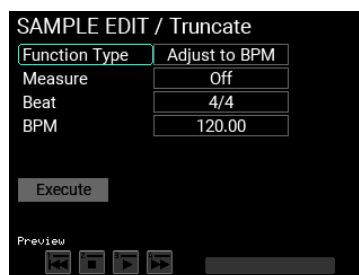 SAMPLE EDIT / Truncate
Function Type Adjust to BPM
Measure Off
Beat 4/4
BPM 120.00
Execute
Preview